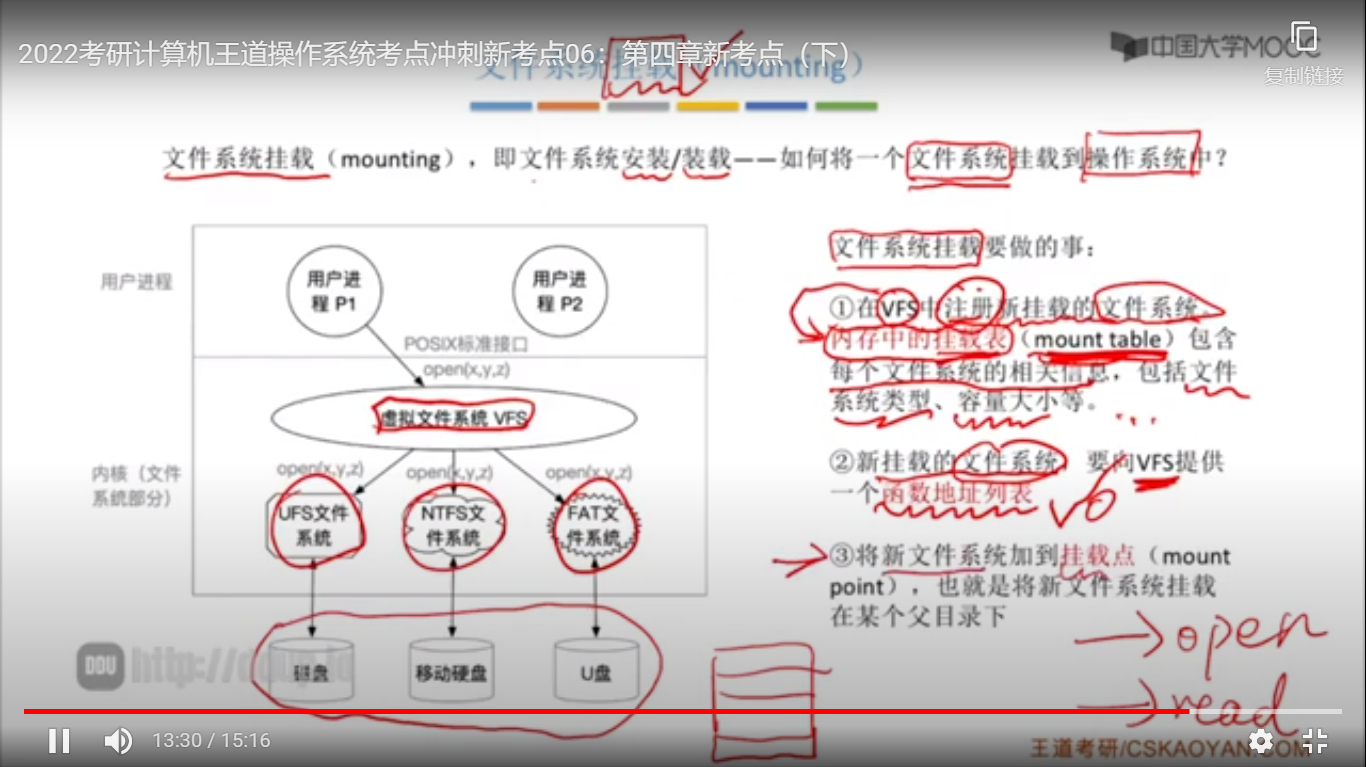 2022考研计算机王道操作系统考点冲刺新考点06：第四章新考点（下）
中国大学MOOC
复制链接
文件系统挂载（mounting）
文件系统挂载（mounting），即文件系统安装/装载——如何将一个文件系统挂载到操作系统中？
用户进程
用户进
程 P1
用户进
程 P2
POSIX标准接口
open(x,y,z)
虚拟文件系统 VFS
内核（文件
系统部分）
open(x,y,z)
open(x,y,z)
open(x,y,z)
UFS文件
系统
NTFS文
件系统
FAT文
件系统
磁盘
移动硬盘
U盘
文件系统挂载要做的事：
①在VFS中注册新挂载的文件系统。
内存中的挂载表（mount table）包含
每个文件系统的相关信息，包括文件
系统类型、容量大小等。
②新挂载的文件系统，要向VFS提供
一个函数地址列表
③将新文件系统加到挂载点（mount
point），也就是将新文件系统挂载
在某个父目录下
open
read
DDU
13:30 / 15:16
王道考研/CSKAOYAN.COM